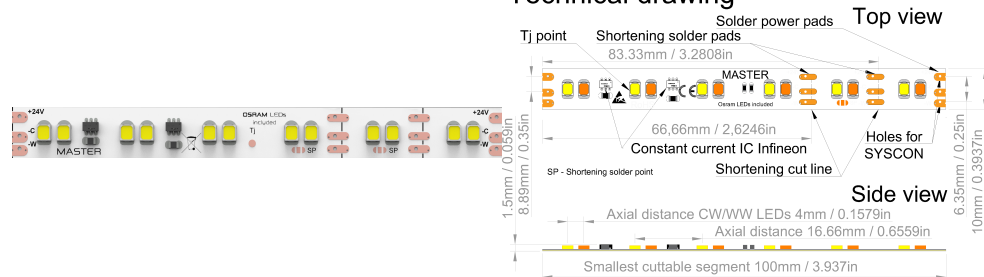 Technical drawing
Solder power pads
Top view
Tj point
Shortening solder pads
83.33mm / 3.2808in
MASTER
Osram LEDs included
66,66mm / 2,6246in
Constant current IC Infineon
Holes for
SYSCON
Shortening cut line
SP - Shortening solder point
1.5mm / 0.059in
8.89mm / 0.35in
6.35mm / 0.25in
10mm / 0.3937in
Side view
Axial distance CW/WW LEDs 4mm / 0.1579in
Axial distance 16.66mm / 0.6559in
Smallest cuttable segment 100mm / 3.937in
+24V
-C
-W
MASTER
OSRAM LEDs
included
Tj
SP
SP
+24V
-C
-W